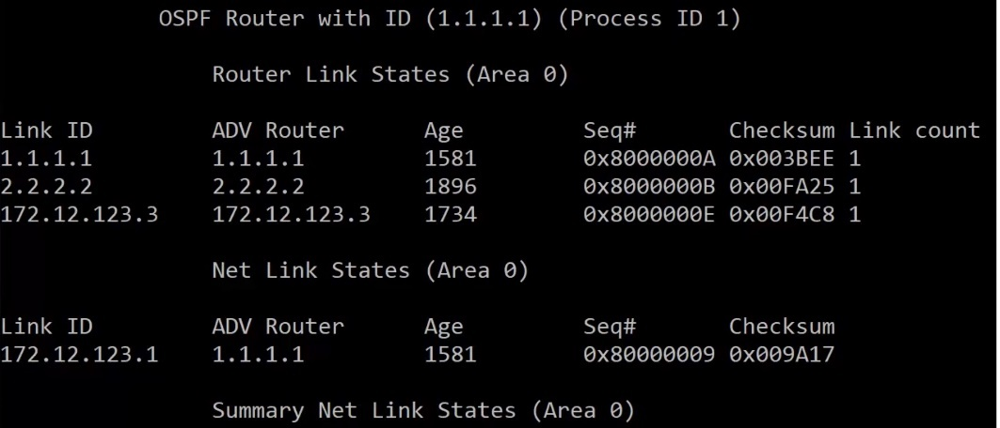 OSPF Router with ID (1.1.1.1) (Process ID 1)
Router Link States (Area 0)
Link ID ADV Router Age Seq# Checksum Link count
1.1.1.1 1.1.1.1 1581 0x8000000A 0x003BEE 1
2.2.2.2 2.2.2.2 1896 0x8000000B 0x00FA25 1
172.12.123.3 172.12.123.3 1734 0x8000000E 0x00F4C8 1
Net Link States (Area 0)
Link ID ADV Router Age Seq# Checksum
172.12.123.1 1.1.1.1 1581 0x80000009 0x009A17
Summary Net Link States (Area 0)